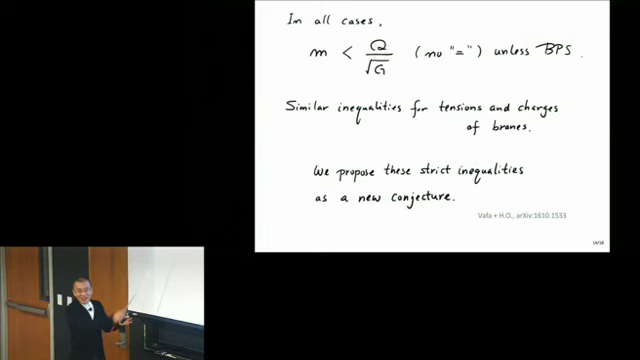 In all cases,
m < Q / √G ( no "=" ) unless BPS.
Similar inequalities for tensions and charges
of branes.
We propose these strict inequalities
as a new conjecture.
Vafa + H.O., arXiv:1610.1533
14/14